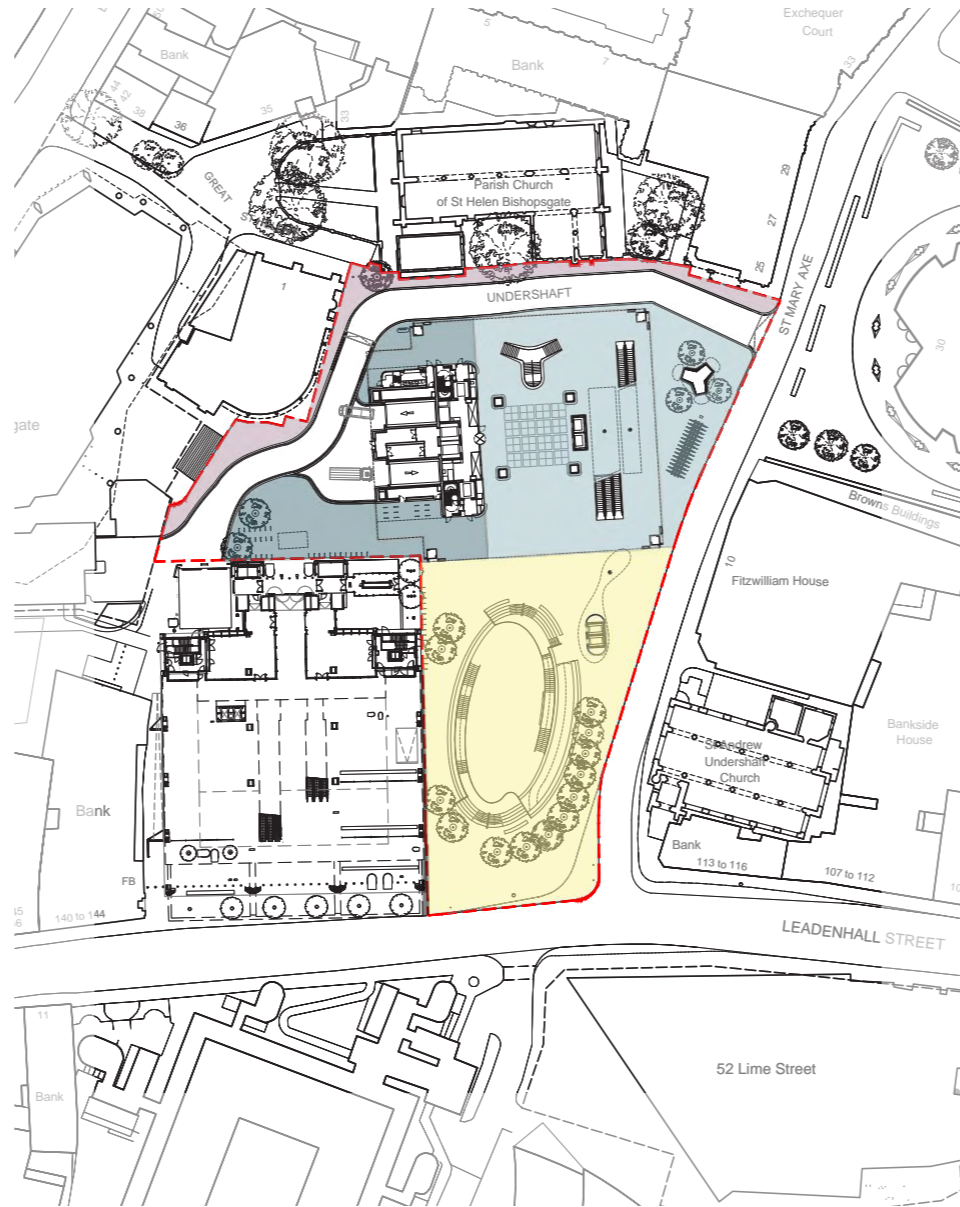 Exchequer
Court
5
Bank
Bank
7
33
44
42
38
36
35
33
GREAT
Parish Church
of St Helen Bishopsgate
29
27
25
UNDERSHAFT
ST MARY AXE
1
30
gate
Browns Buildings
10
Fitzwilliam House
Bankside
House
St Andrew
Undershaft
Church
Bank
Bank
113 to 116
107 to 112
FB
140 to 144
LEADENHALL STREET
11
52 Lime Street
Bank